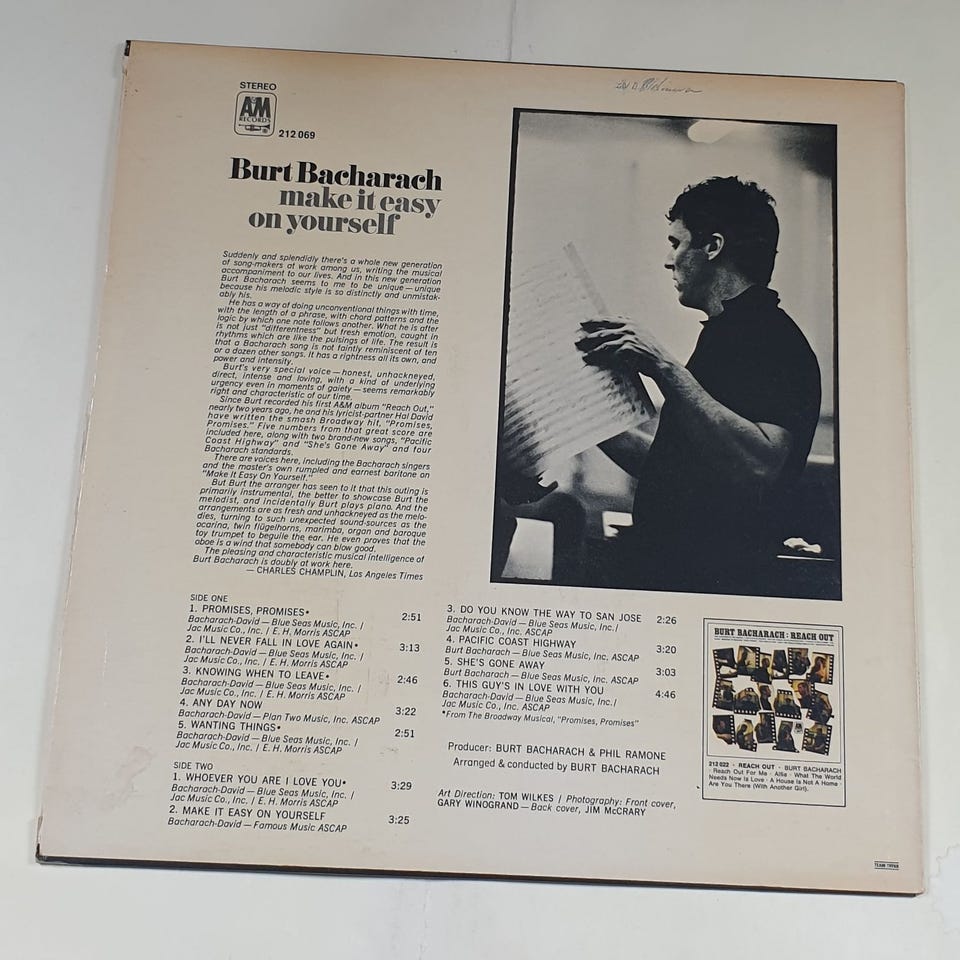 STEREO
A&M
RECORDS
212 069
Burt Bacharach
make it easy
on yourself
Suddenly and splendidly there's a whole new generation
of song-makers at work among us, writing the musical
accompaniment to our lives. And in this new generation
Burt Bacharach seems to me to be unique — unique
because his melodic style is so distinctly and unmistak-
ably his.
He has a way of doing unconventional things with time,
with the length of a phrase, with chord patterns and the
logic by which one note follows another. What he is after
is not just "differentness" but fresh emotion, caught in
rhythms which are like the pulsings of life. The result is
that a Bacharach song is not faintly reminiscent of ten
or a dozen other songs. It has a rightness all its own, and
power and intensity.
Burt's very special voice — honest, unhackneyed,
direct, intense and loving, with a kind of underlying
urgency even in moments of gaiety — seems remarkably
right and characteristic of our time.
Since Burt recorded his first A&M album "Reach Out,"
nearly two years ago, he and his lyricist-partner Hal David
have written the smash Broadway hit, "Promises,
Promises." Five numbers from that great score are
included here, along with two brand-new songs, "Pacific
Coast Highway" and "She's Gone Away" and four
Bacharach standards.
There are voices here, including the Bacharach singers
and the master's own rumpled and earnest baritone on
"Make It Easy On Yourself."
But Burt the arranger has seen to it that this outing is
primarily instrumental, the better to showcase Burt the
melodist, and incidentally Burt plays piano. And the
arrangements are as fresh and unhackneyed as the melo-
dies, turning to such unexpected sound-sources as the
ocarina, twin flügelhorns, marimba, organ and baroque
toy trumpet to beguile the ear. He even proves that the
oboe is a wind that somebody can blow good.
The pleasing and characteristic musical intelligence of
Burt Bacharach is doubly at work here.
— CHARLES CHAMPLIN, Los Angeles Times
SIDE ONE
1. PROMISES, PROMISES* 2:51
Bacharach-David — Blue Seas Music, Inc. /
Jac Music Co., Inc. / E. H. Morris ASCAP
2. I'LL NEVER FALL IN LOVE AGAIN* 3:13
Bacharach-David — Blue Seas Music, Inc. /
Jac Music Co., Inc. / E. H. Morris ASCAP
3. KNOWING WHEN TO LEAVE* 2:46
Bacharach-David — Blue Seas Music, Inc. /
Jac Music Co., Inc. / E. H. Morris ASCAP
4. ANY DAY NOW 3:22
Bacharach-David — Plan Two Music, Inc. ASCAP
5. WANTING THINGS* 2:51
Bacharach-David — Blue Seas Music, Inc. /
Jac Music Co., Inc. / E. H. Morris ASCAP
SIDE TWO
1. WHOEVER YOU ARE I LOVE YOU* 3:29
Bacharach-David — Blue Seas Music, Inc. /
Jac Music Co., Inc. / E. H. Morris ASCAP
2. MAKE IT EASY ON YOURSELF 3:25
Bacharach-David — Famous Music ASCAP
3. DO YOU KNOW THE WAY TO SAN JOSE 2:26
Bacharach-David — Blue Seas Music, Inc. /
Jac Music Co., Inc. ASCAP
4. PACIFIC COAST HIGHWAY 3:20
Burt Bacharach — Blue Seas Music, Inc. ASCAP
5. SHE'S GONE AWAY 3:03
Burt Bacharach — Blue Seas Music, Inc. ASCAP
6. THIS GUY'S IN LOVE WITH YOU 4:46
Bacharach-David — Blue Seas Music, Inc. /
Jac Music Co., Inc. ASCAP
*From The Broadway Musical, "Promises, Promises"
Producer: BURT BACHARACH & PHIL RAMONE
Arranged & conducted by BURT BACHARACH
Art Direction: TOM WILKES / Photography: Front cover,
GARY WINOGRAND — Back cover, JIM McCRARY
BURT BACHARACH : REACH OUT
212 022 - REACH OUT - BURT BACHARACH
- Reach Out For Me - Alfie - What The World
Needs Now Is Love - A House Is Not A Home -
Are You There (With Another Girl).